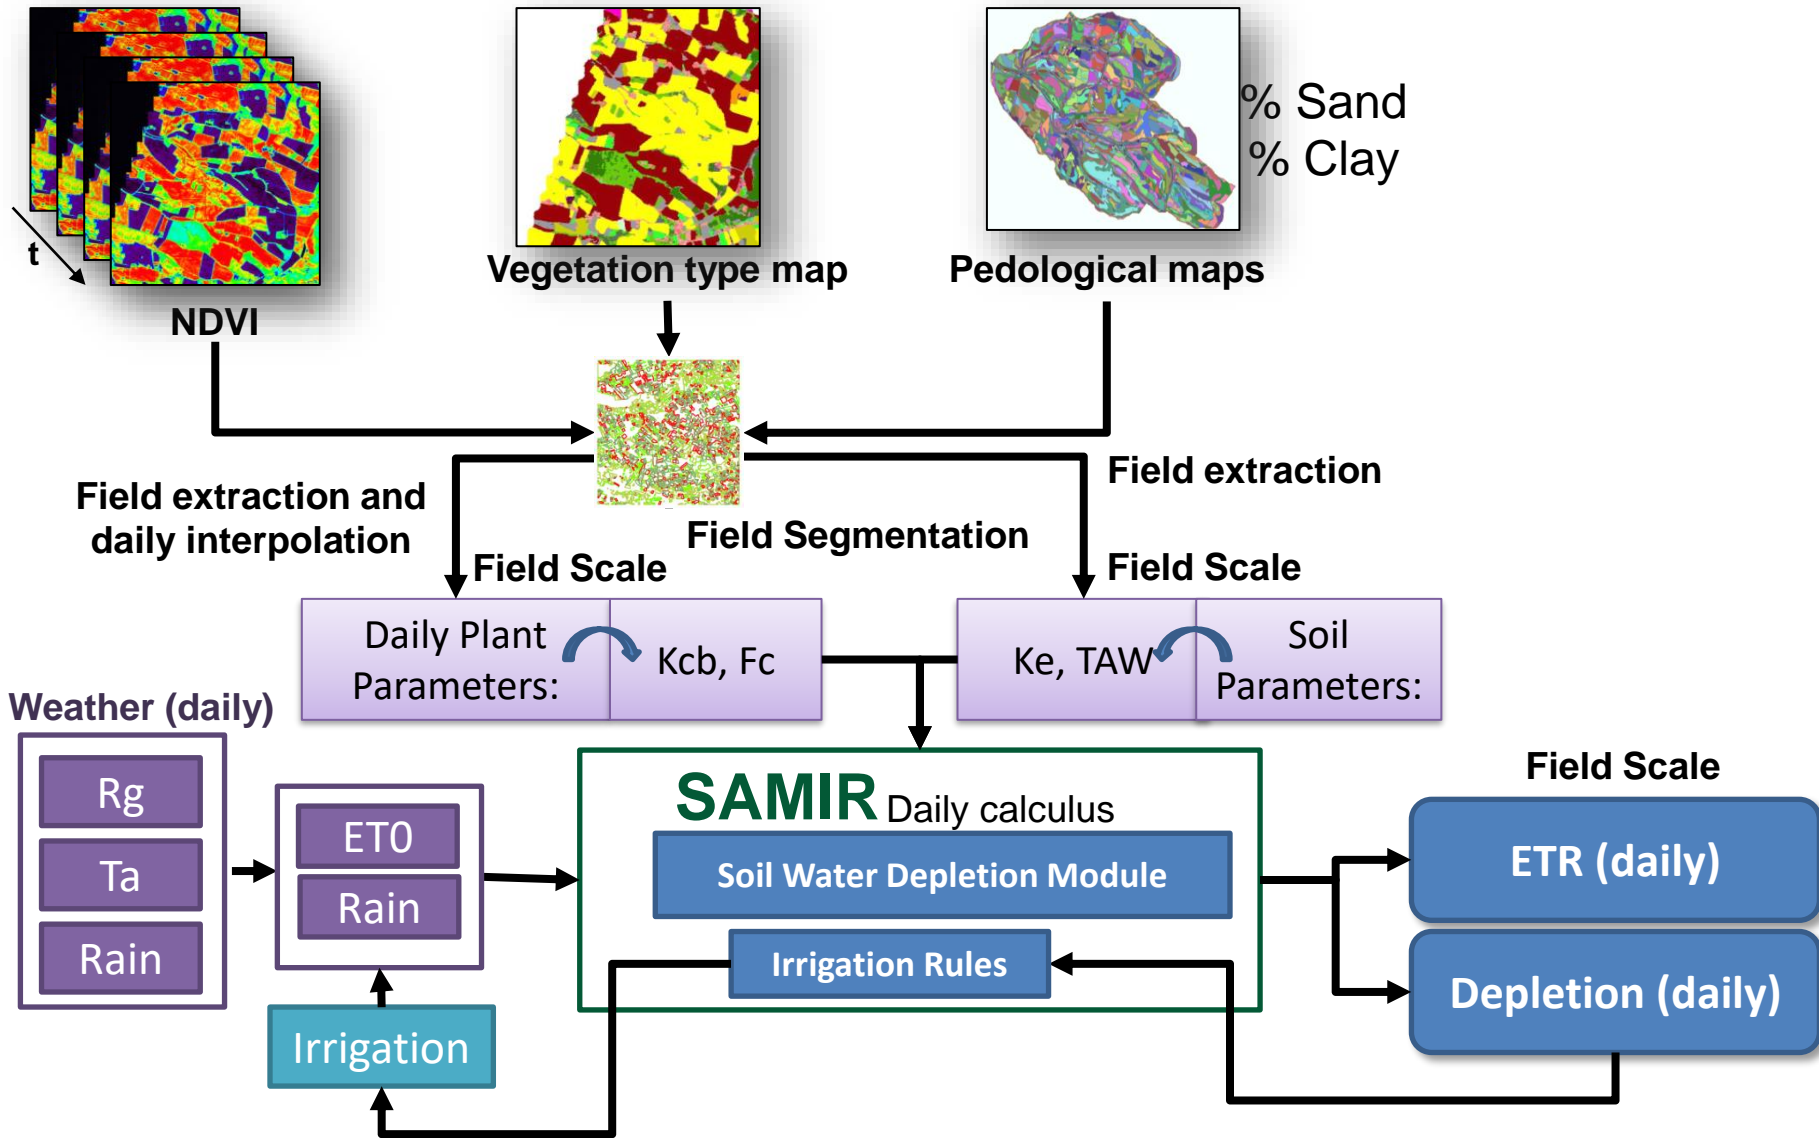 % Sand
% Clay
t
NDVI
Vegetation type map
Pedological maps
Field extraction and
daily interpolation
Field Segmentation
Field extraction
Field Scale
Field Scale
Daily Plant
Parameters:
Kcb, Fc
Ke, TAW
Soil
Parameters:
Weather (daily)
Rg
Ta
Rain
ET0
Rain
Irrigation
SAMIR Daily calculus
Soil Water Depletion Module
Irrigation Rules
Field Scale
ETR (daily)
Depletion (daily)